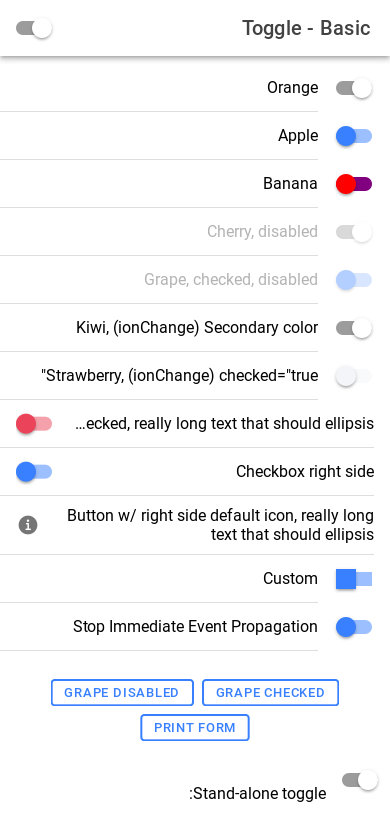 Toggle - Basic
Orange
Apple
Banana
Cherry, disabled
Grape, checked, disabled
Kiwi, (ionChange) Secondary color
"Strawberry, (ionChange) checked="true
...ecked, really long text that should ellipsis
Checkbox right side
Button w/ right side default icon, really long
text that should ellipsis
Custom
Stop Immediate Event Propagation
GRAPE DISABLED GRAPE CHECKED
PRINT FORM
:Stand-alone toggle